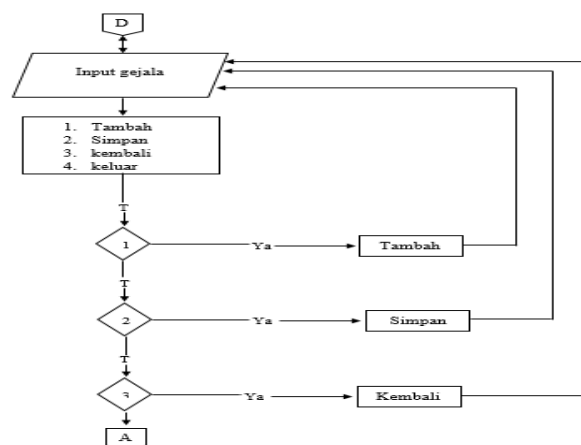 D
Input gejala
1. Tambah
2. Simpan
3. kembali
4. keluar
T
1
Ya
Tambah
T
2
Ya
Simpan
T
3
Ya
Kembali
A